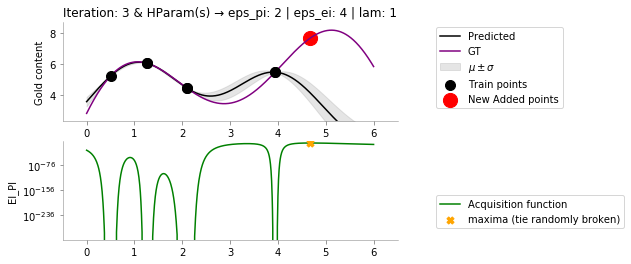 Iteration: 3 & HParam(s) → eps_pi: 2 | eps_ei: 4 | lam: 1
Gold content
8
6
4
0 1 2 3 4 5 6
Predicted
GT
μ ± σ
Train points
New Added points
EI_PI
10⁻⁷⁶
10⁻¹⁵⁶
10⁻²³⁶
0 1 2 3 4 5 6
Acquisition function
maxima (tie randomly broken)